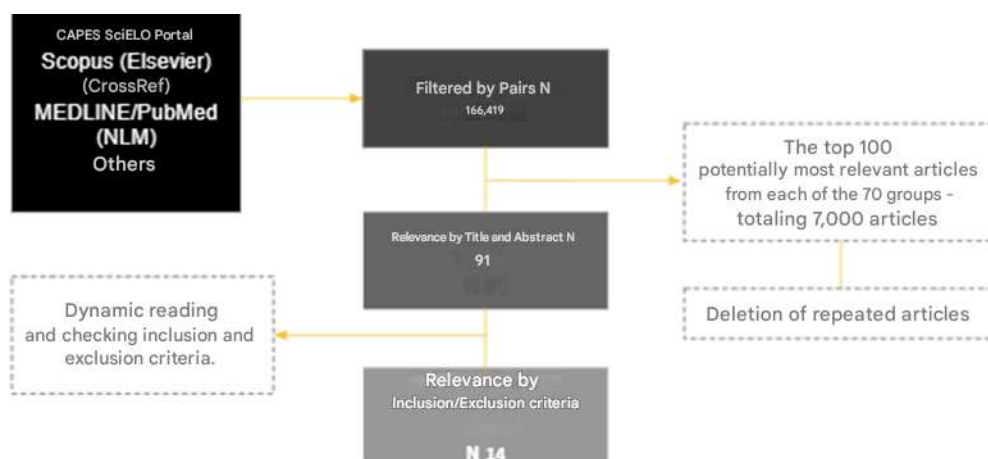 CAPES SciELO Portal
Scopus (Elsevier)
(CrossRef)
MEDLINE/PubMed
(NLM)
Others
Filtered by Pairs N
166,419
The top 100
potentially most relevant articles
from each of the 70 groups -
totaling 7,000 articles
Relevance by Title and Abstract N
91
Deletion of repeated articles
Dynamic reading
and checking inclusion and
exclusion criteria.
Relevance by
Inclusion/Exclusion criteria
N 14